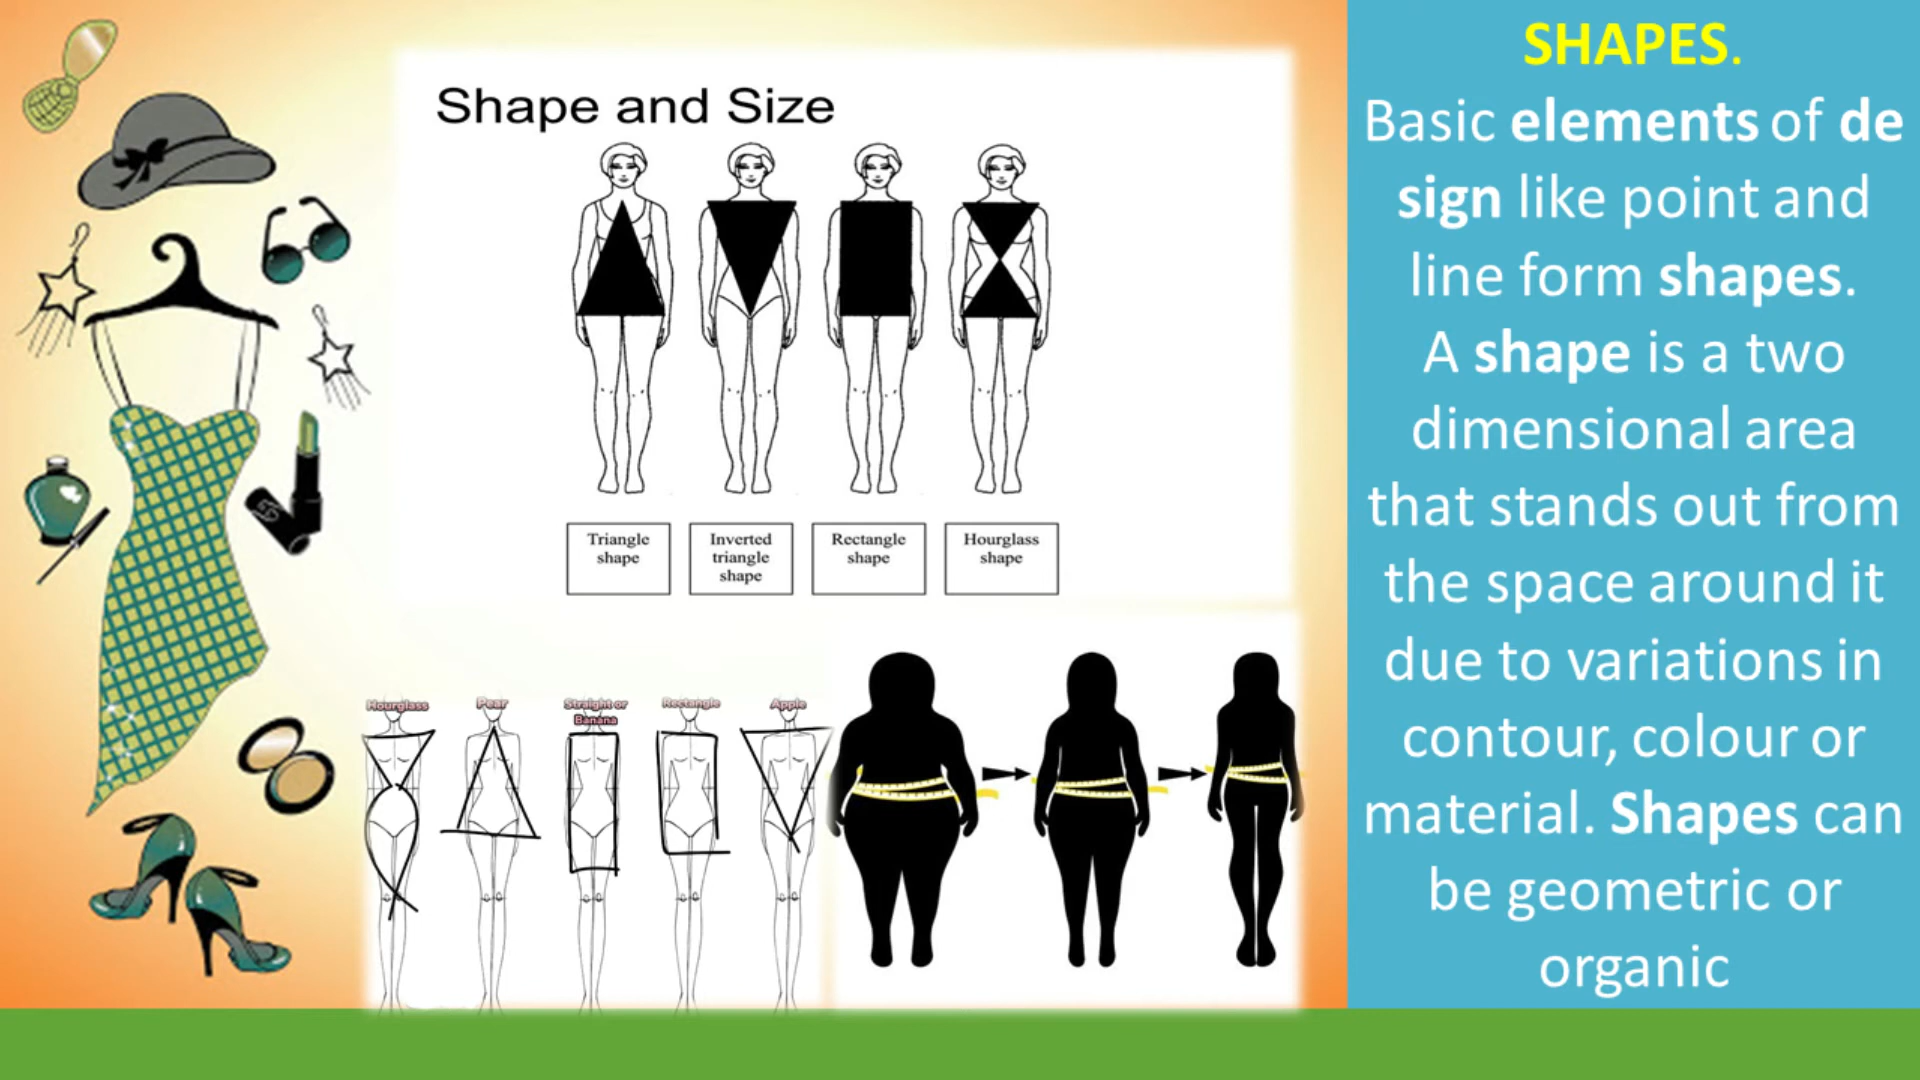 Shape and Size
Triangle
shape
Inverted
triangle
shape
Rectangle
shape
Hourglass
shape
Hourglass
Pear
Straight or
Banana
Rectangle
Apple
SHAPES.
Basic elements of de
sign like point and
line form shapes.
A shape is a two
dimensional area
that stands out from
the space around it
due to variations in
contour, colour or
material. Shapes can
be geometric or
organic